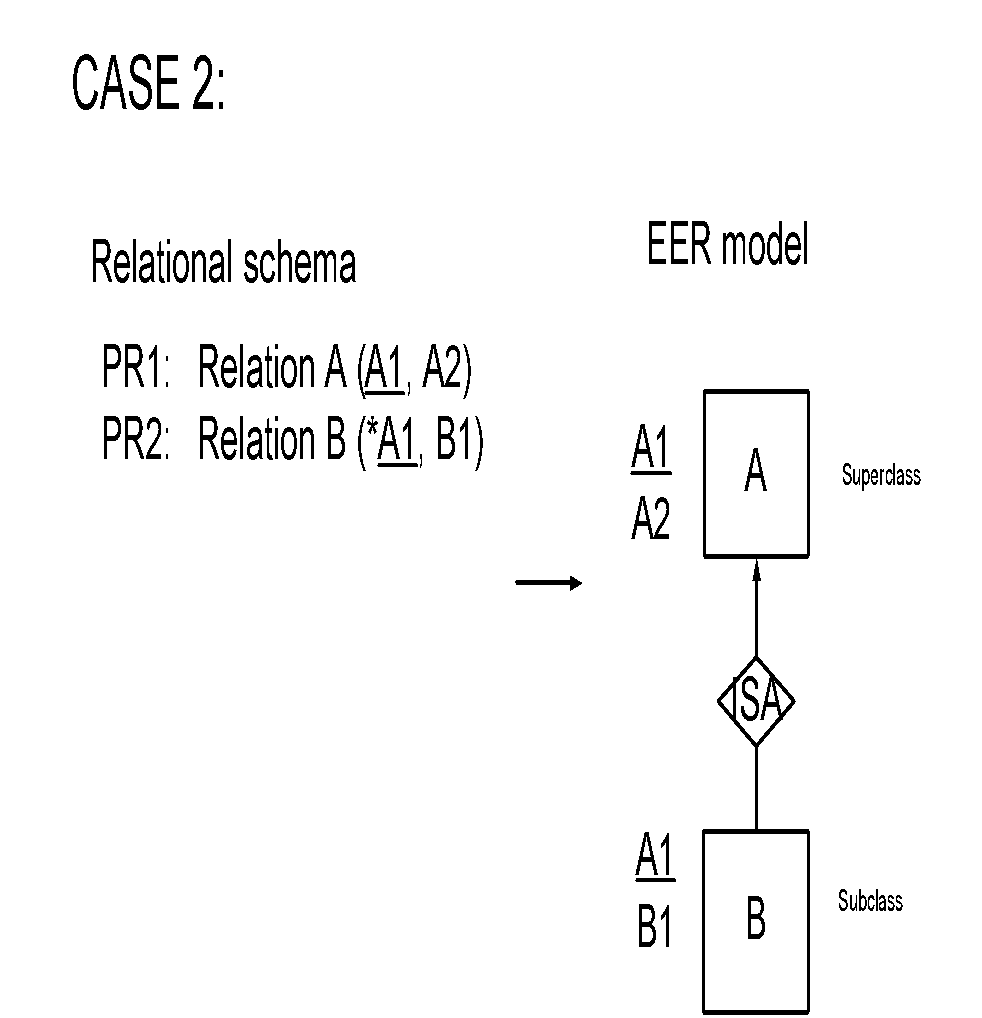 CASE 2:
Relational schema
PR1: Relation A (A1, A2)
PR2: Relation B (*A1, B1)
EER model
A1
A2
A
Superclass
ISA
A1
B1
B
Subclass